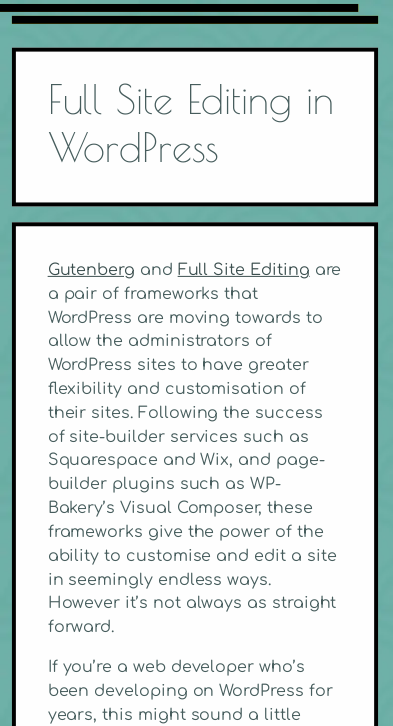 Full Site Editing in
WordPress
Gutenberg and Full Site Editing are
a pair of frameworks that
WordPress are moving towards to
allow the administrators of
WordPress sites to have greater
flexibility and customisation of
their sites. Following the success
of site-builder services such as
Squarespace and Wix, and page-
builder plugins such as WP-
Bakery’s Visual Composer, these
frameworks give the power of the
ability to customise and edit a site
in seemingly endless ways.
However it’s not always as straight
forward.
If you’re a web developer who’s
been developing on WordPress for
years, this might sound a little